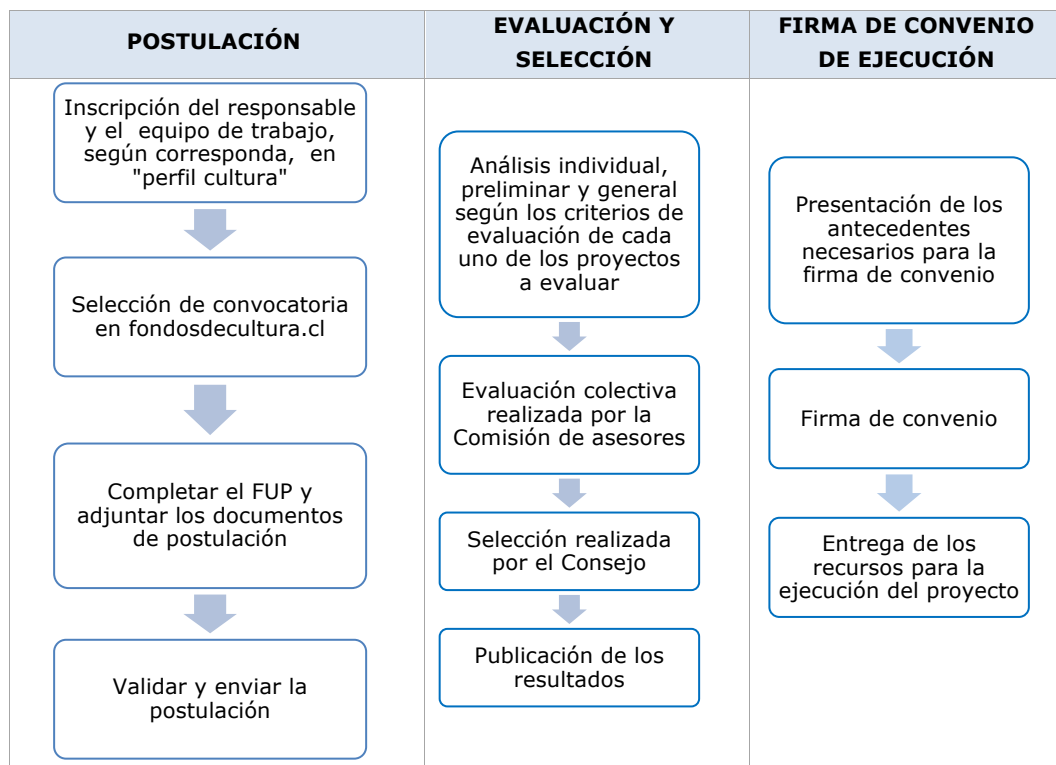 POSTULACIÓN
Inscripción del responsable
y el equipo de trabajo,
según corresponda, en
"perfil cultura"
Selección de convocatoria
en fondosdecultura.cl
Completar el FUP y
adjuntar los documentos
de postulación
Validar y enviar la
postulación
EVALUACIÓN Y
SELECCIÓN
Análisis individual,
preliminar y general
según los criterios de
evaluación de cada
uno de los proyectos
a evaluar
Evaluación colectiva
realizada por la
Comisión de asesores
Selección realizada
por el Consejo
Publicación de los
resultados
FIRMA DE CONVENIO
DE EJECUCIÓN
Presentación de los
antecedentes
necesarios para la
firma de convenio
Firma de convenio
Entrega de los
recursos para la
ejecución del proyecto